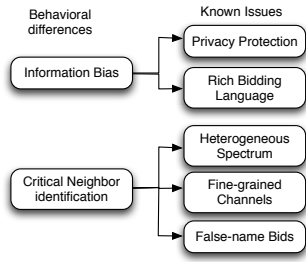 Behavioral
differences
Known Issues
Information Bias
Privacy Protection
Rich Bidding
Language
Critical Neighbor
identification
Heterogeneous
Spectrum
Fine-grained
Channels
False-name Bids